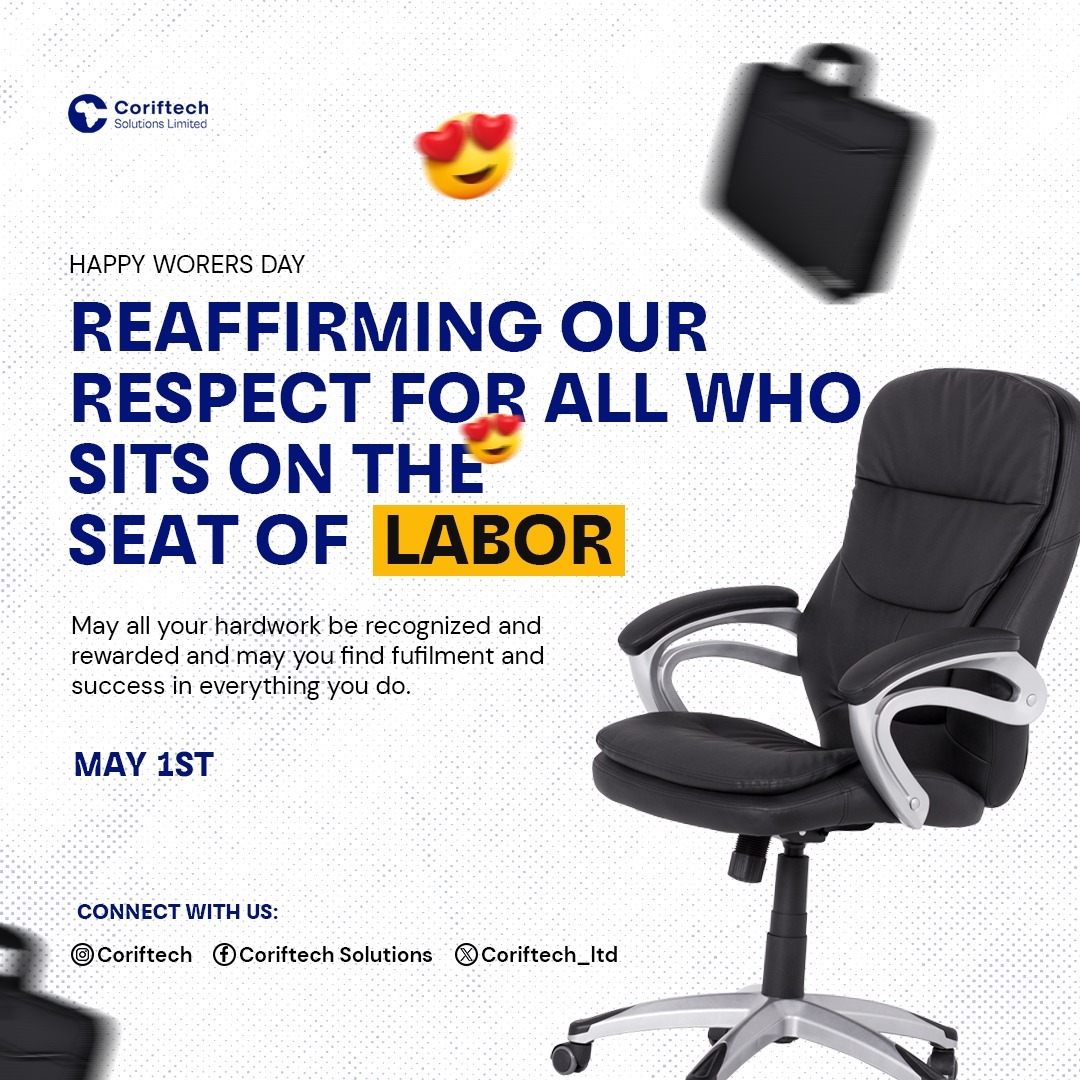 Coriftech
Solutions Limited
HAPPY WORERS DAY
REAFFIRMING OUR
RESPECT FOR ALL WHO
SITS ON THE
SEAT OF LABOR
May all your hardwork be recognized and
rewarded and may you find fufilment and
success in everything you do.
MAY 1ST
CONNECT WITH US:
Coriftech Coriftech Solutions Coriftech_ltd